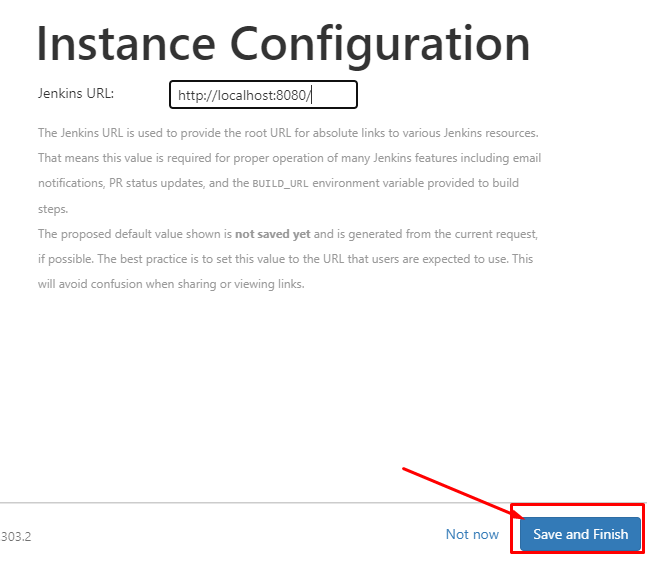 Instance Configuration
Jenkins URL: http://localhost:8080/
The Jenkins URL is used to provide the root URL for absolute links to various Jenkins resources.
That means this value is required for proper operation of many Jenkins features including email
notifications, PR status updates, and the BUILD_URL environment variable provided to build
steps.
The proposed default value shown is not saved yet and is generated from the current request,
if possible. The best practice is to set this value to the URL that users are expected to use. This
will avoid confusion when sharing or viewing links.
303.2 Not now Save and Finish